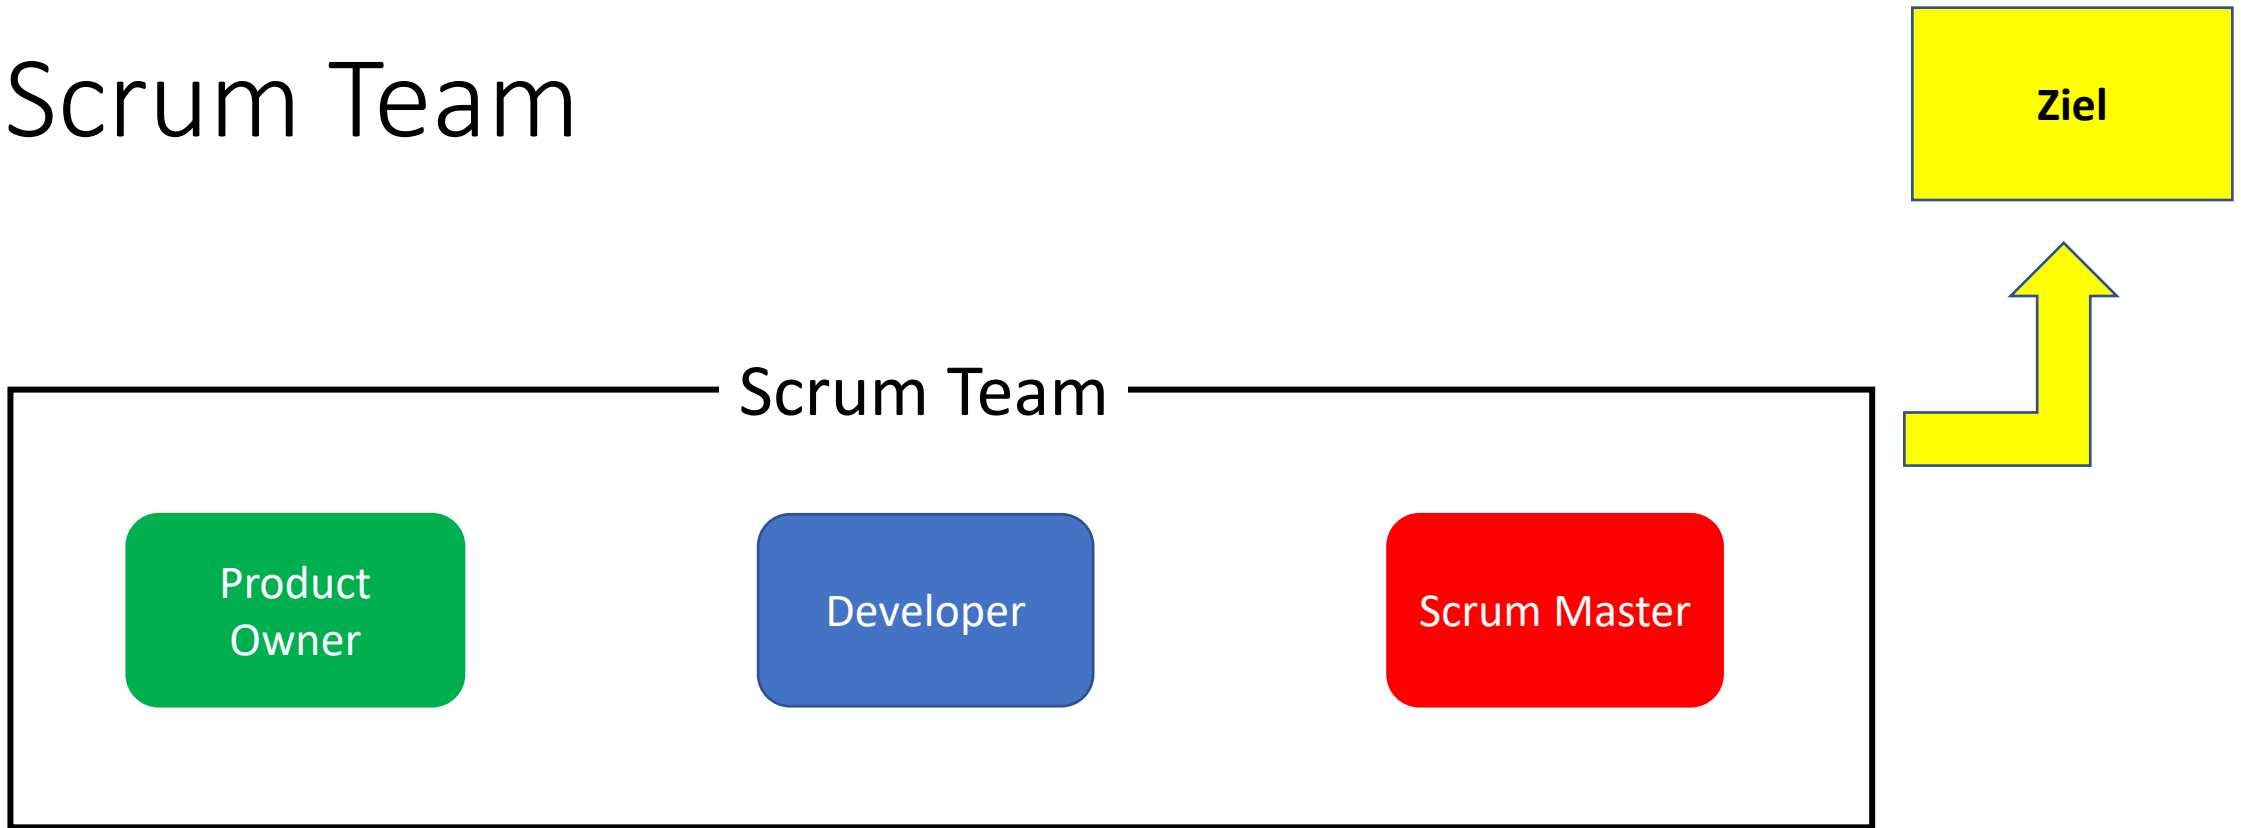 Scrum Team
Ziel
Scrum Team
Product
Owner
Developer
Scrum Master